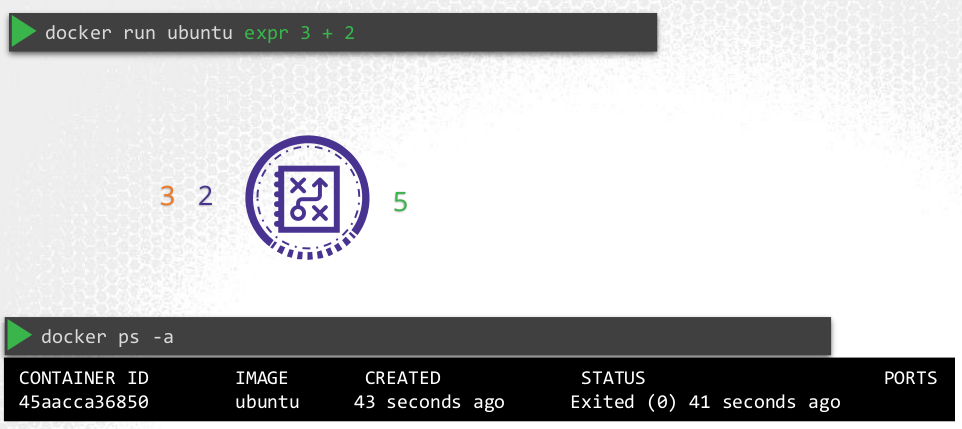 docker run ubuntu expr 3 + 2
3 2 5
docker ps -a
CONTAINER ID IMAGE CREATED STATUS PORTS
45aacca36850 ubuntu 43 seconds ago Exited (0) 41 seconds ago